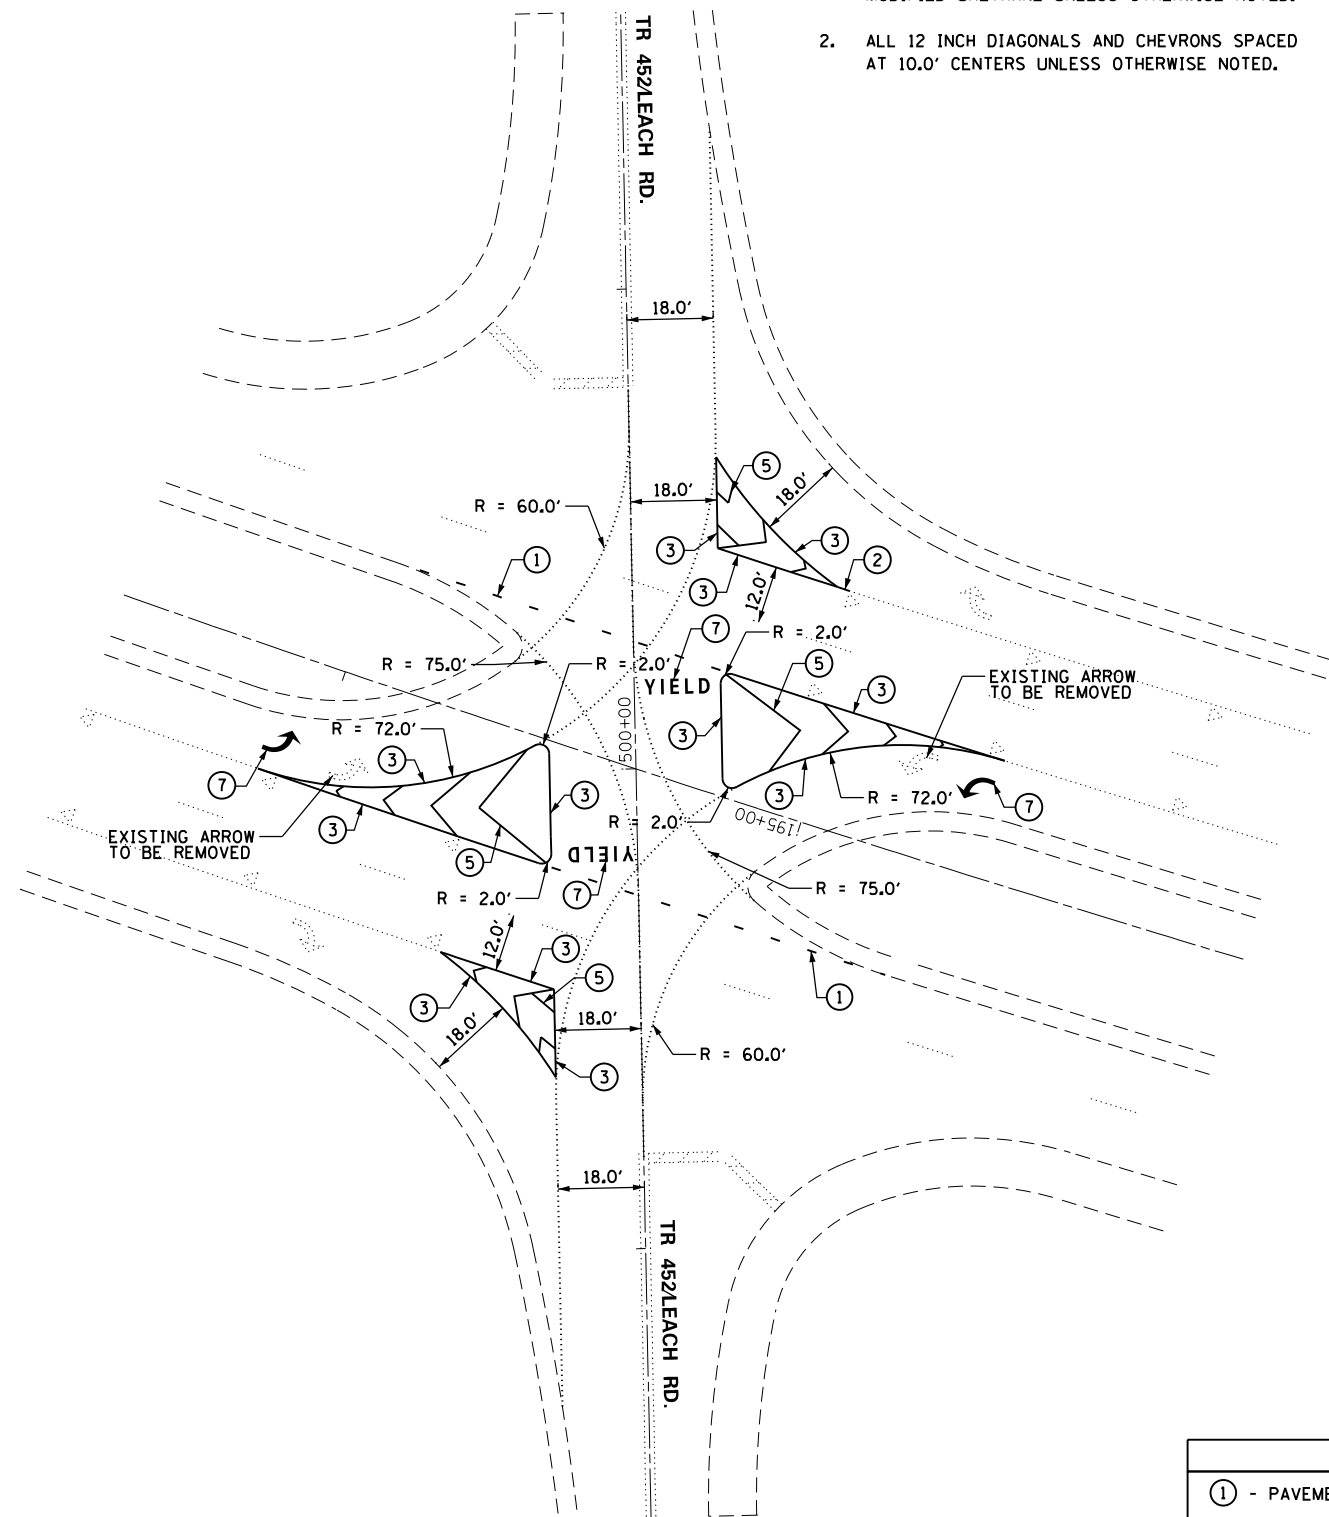 2. ALL 12 INCH DIAGONALS AND CHEVRONS SPACED
AT 10.0' CENTERS UNLESS OTHERWISE NOTED.
TR 452/LEACH RD.
18.0'
5
18.0'
18.0'
R = 60.0'
3
3
2
1
3
12.0'
7
R = 2.0'
R = 75.0'
R = 2.0'
5
YIELD
3
EXISTING ARROW
TO BE REMOVED
500+00
R = 72.0'
3
3
7
3
R = 72.0'
3
7
EXISTING ARROW
TO BE REMOVED
3
R = 2.0'
195+00
YIELD
5
7
R = 2.0'
R = 75.0'
12.0'
3
5
3
1
18.0'
18.0'
R = 60.0'
3
18.0'
TR 452/LEACH RD.
1 - PAVEME